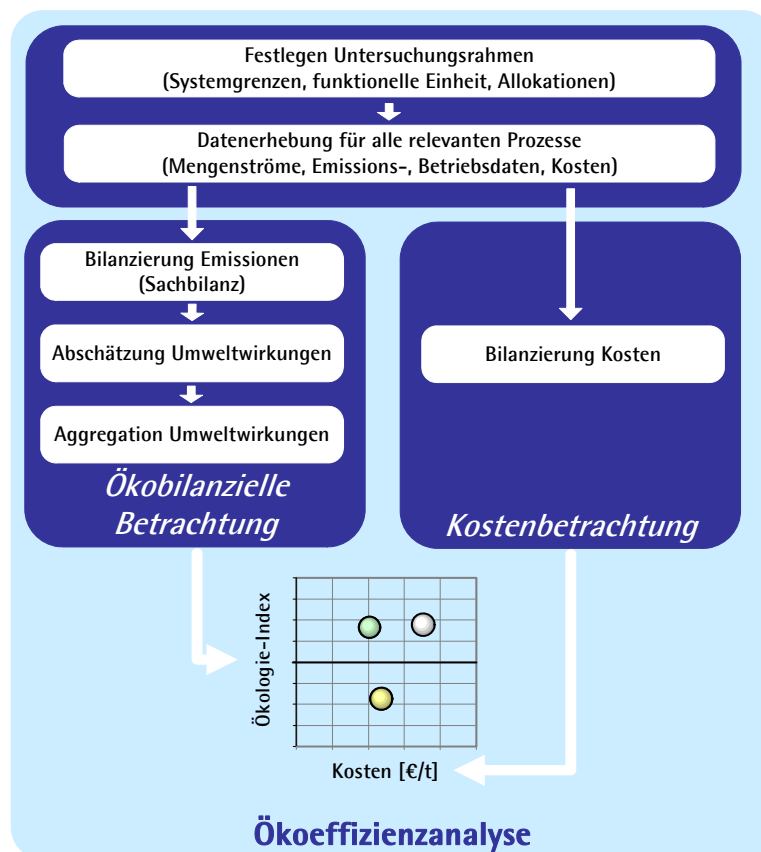 Festlegen Untersuchungsrahmen
(Systemgrenzen, funktionelle Einheit, Allokationen)
Datenerhebung für alle relevanten Prozesse
(Mengenströme, Emissions-, Betriebsdaten, Kosten)
Bilanzierung Emissionen
(Sachbilanz)
Abschätzung Umweltwirkungen
Aggregation Umweltwirkungen
Ökobilanzielle
Betrachtung
Bilanzierung Kosten
Kostenbetrachtung
Ökologie-Index
Kosten [€/t]
Ökoeffizienzanalyse